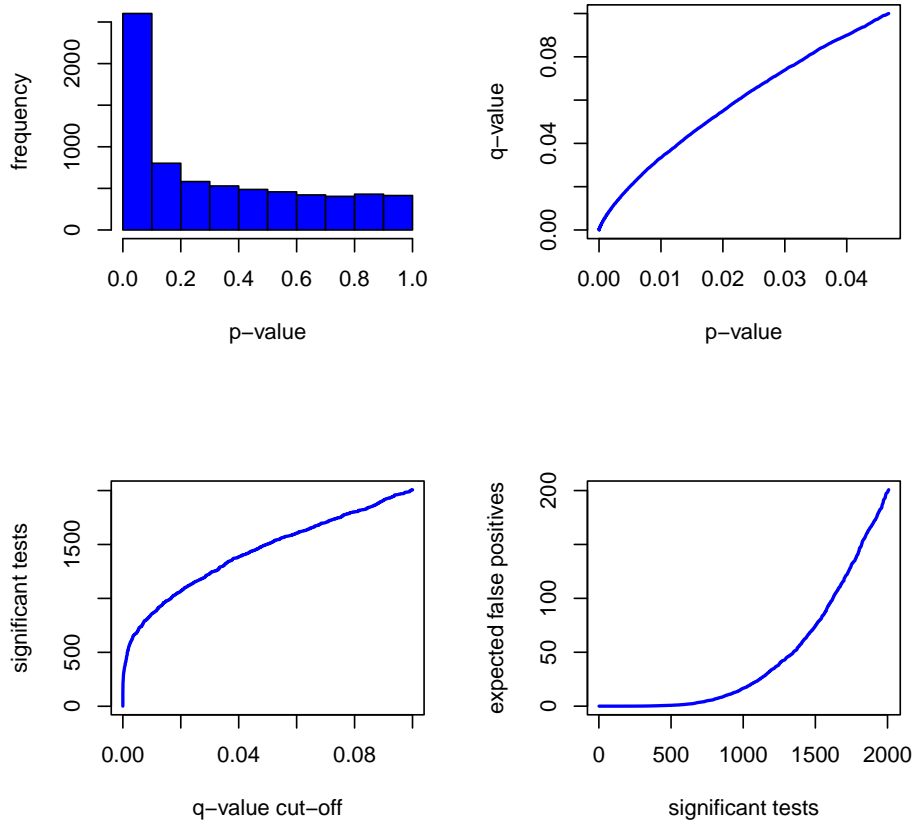 frequency
0
1000
2000
0.0 0.2 0.4 0.6 0.8 1.0
p−value
q−value
0.00
0.04
0.08
0.00 0.01 0.02 0.03 0.04
p−value
significant tests
0
500
1500
0.00 0.04 0.08
q−value cut−off
expected false positives
0
50
100
200
0 500 1000 1500 2000
significant tests